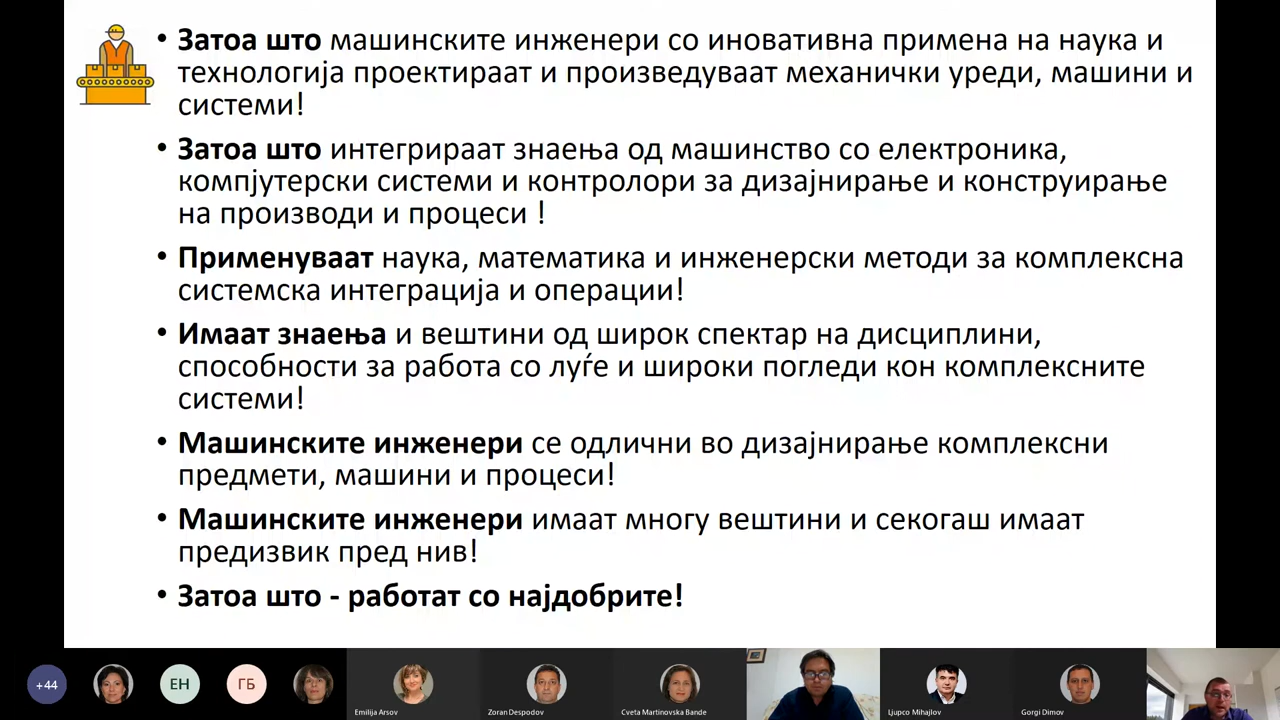 • Затоа што машинските инженери со иновативна примена на наука и
технологија проектираат и произведуваат механички уреди, машини и
системи!
• Затоа што интегрираат знаења од машинство со електроника,
компјутерски системи и контролори за дизајнирање и конструирање
на производи и процеси !
• Применуваат наука, математика и инженерски методи за комплексна
системска интеграција и операции!
• Имаат знаења и вештини од широк спектар на дисциплини,
способности за работа со луѓе и широки погледи кон комплексните
системи!
• Машинските инженери се одлични во дизајнирање комплексни
предмети, машини и процеси!
• Машинските инженери имаат многу вештини и секогаш имаат
предизвик пред нив!
• Затоа што - работат со најдобрите!
+44
ЕН
ГБ
Emilija Arsov
Zoran Despodov
Cveta Martinovska Bande
Ljupco Mihajlov
Gorgi Dimov